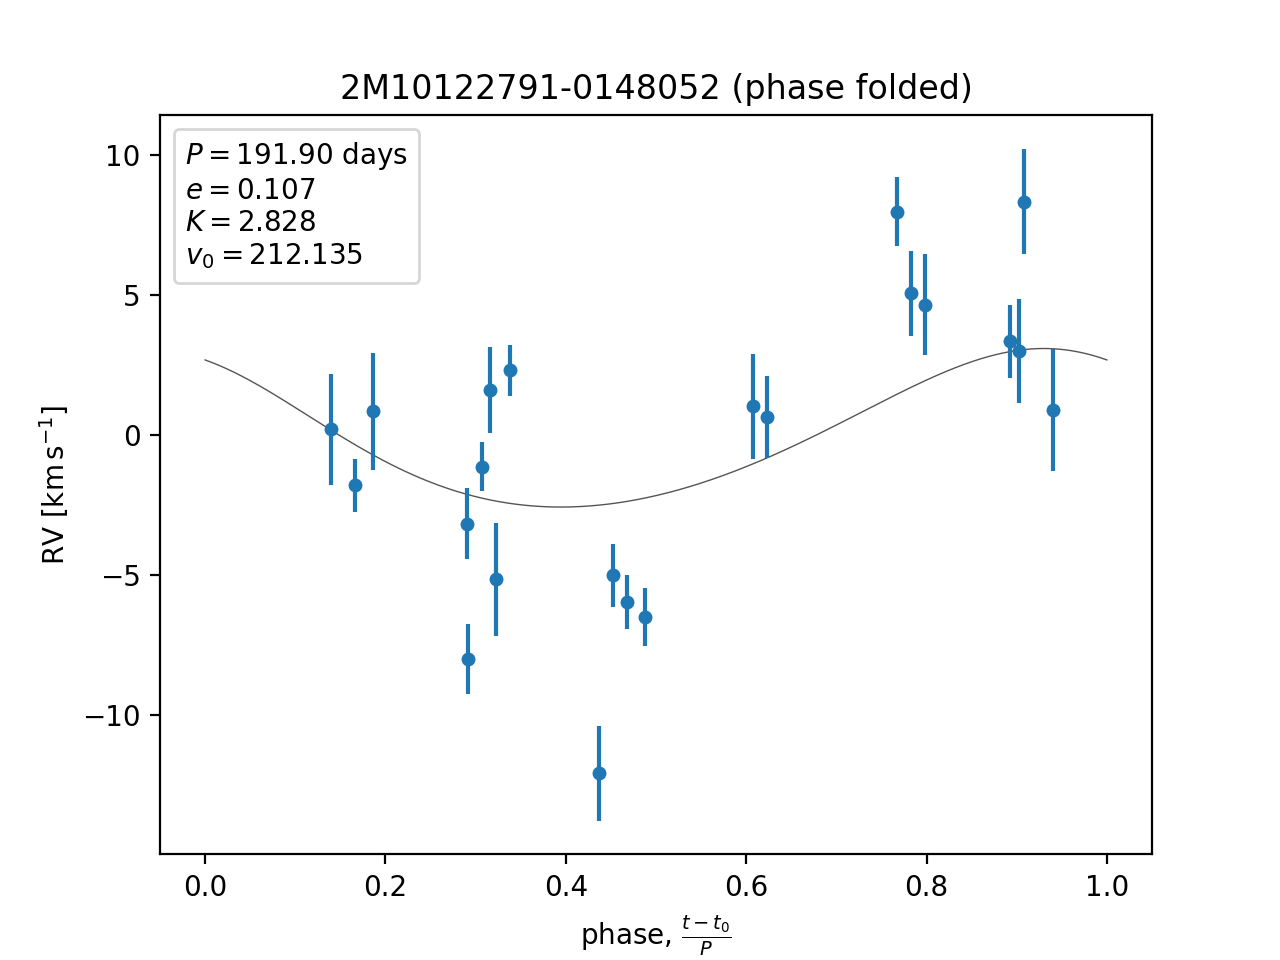 2M10122791-0148052 (phase folded)
P = 191.90 days
e = 0.107
K = 2.828
v₀ = 212.135
10
5
0
−5
−10
RV [km s⁻¹]
0.0 0.2 0.4 0.6 0.8 1.0
phase, (t − t₀)/P